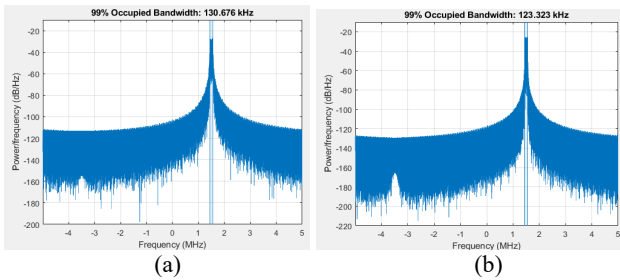 99% Occupied Bandwidth: 130.676 kHz
Power/frequency (dB/Hz)
-20
-40
-60
-80
-100
-120
-140
-160
-180
-200
-4 -3 -2 -1 0 1 2 3 4 5
Frequency (MHz)
(a)
99% Occupied Bandwidth: 123.323 kHz
Power/frequency (dB/Hz)
-20
-40
-60
-80
-100
-120
-140
-160
-180
-200
-220
-4 -3 -2 -1 0 1 2 3 4 5
Frequency (MHz)
(b)